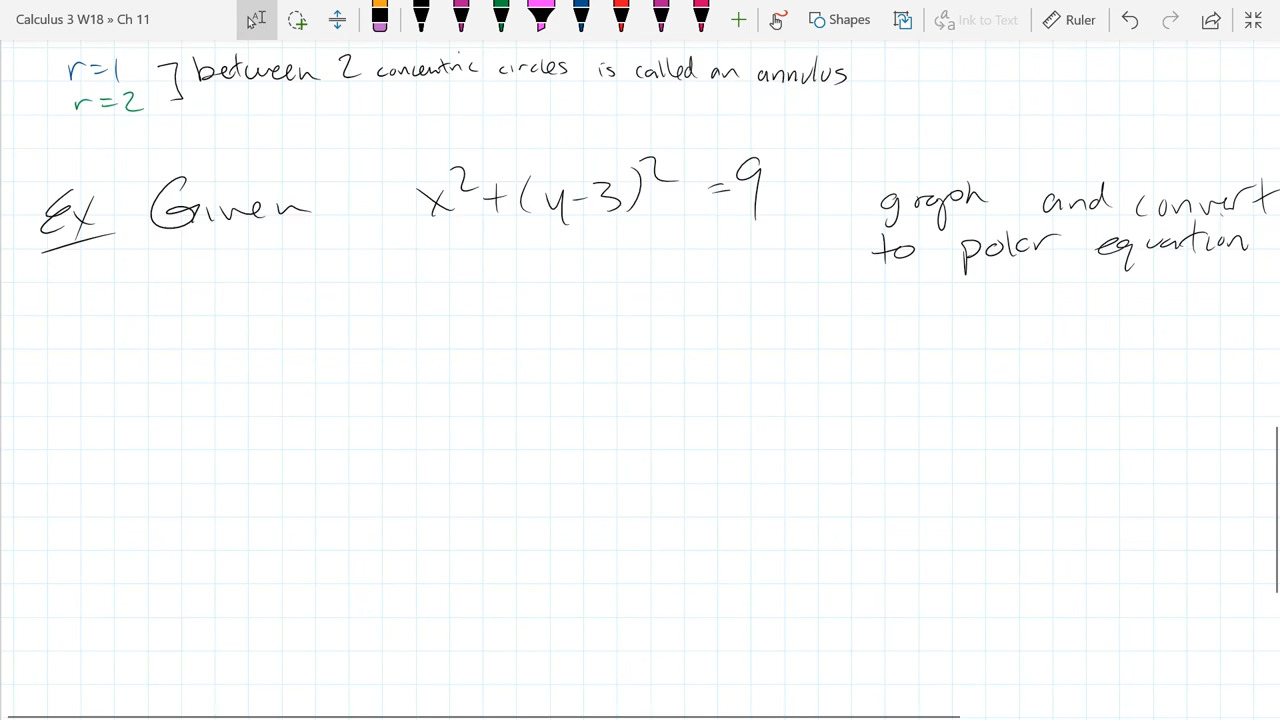 Calculus 3 W18 » Ch 11
Shapes
Ink to Text
Ruler
r=1
r=2
] between 2 concentric circles is called an annulus
Ex Given x²+(y-3)²=9
graph and convert
to polar equation